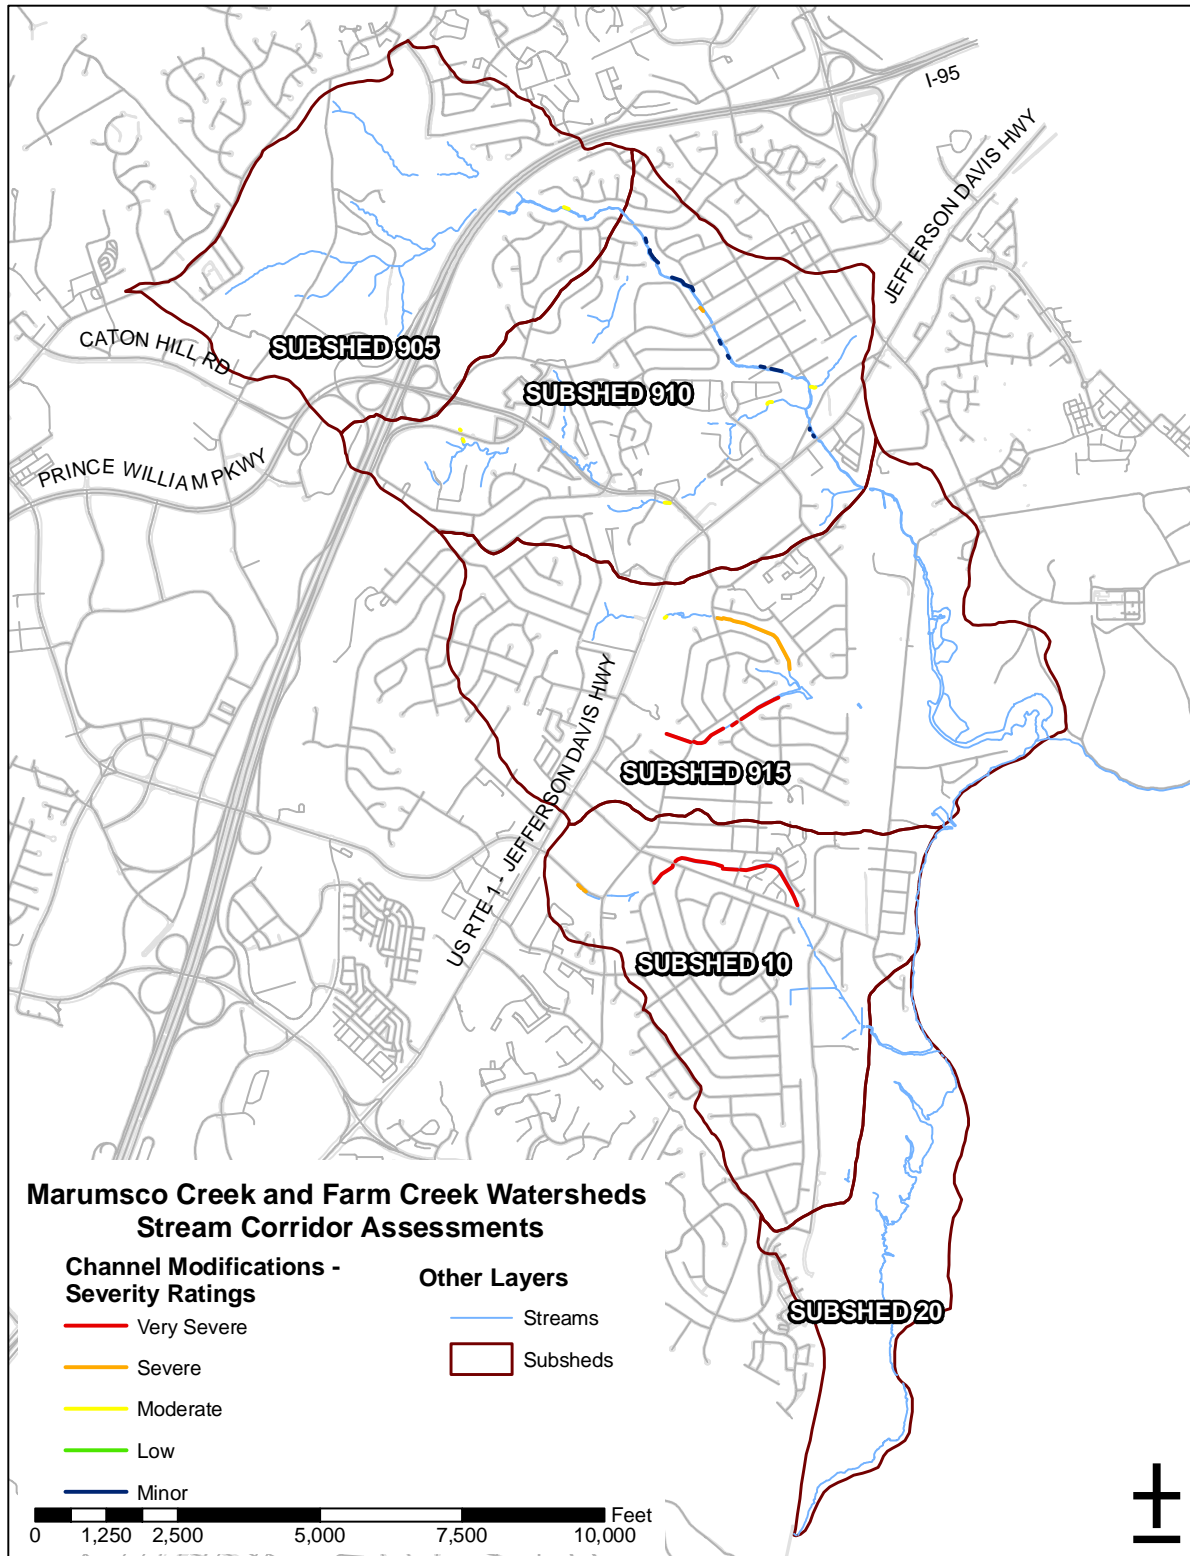 I-95
JEFFERSON DAVIS HWY
CATON HILL RD
SUBSHED 905
SUBSHED 910
PRINCE WILLIAM PKWY
US RTE 1 - JEFFERSON DAVIS HWY
SUBSHED 915
SUBSHED 10
SUBSHED 20
Marumsco Creek and Farm Creek Watersheds
Stream Corridor Assessments
Channel Modifications -
Severity Ratings
Very Severe
Severe
Moderate
Low
Minor
Other Layers
Streams
Subsheds
Feet
0 1,250 2,500 5,000 7,500 10,000